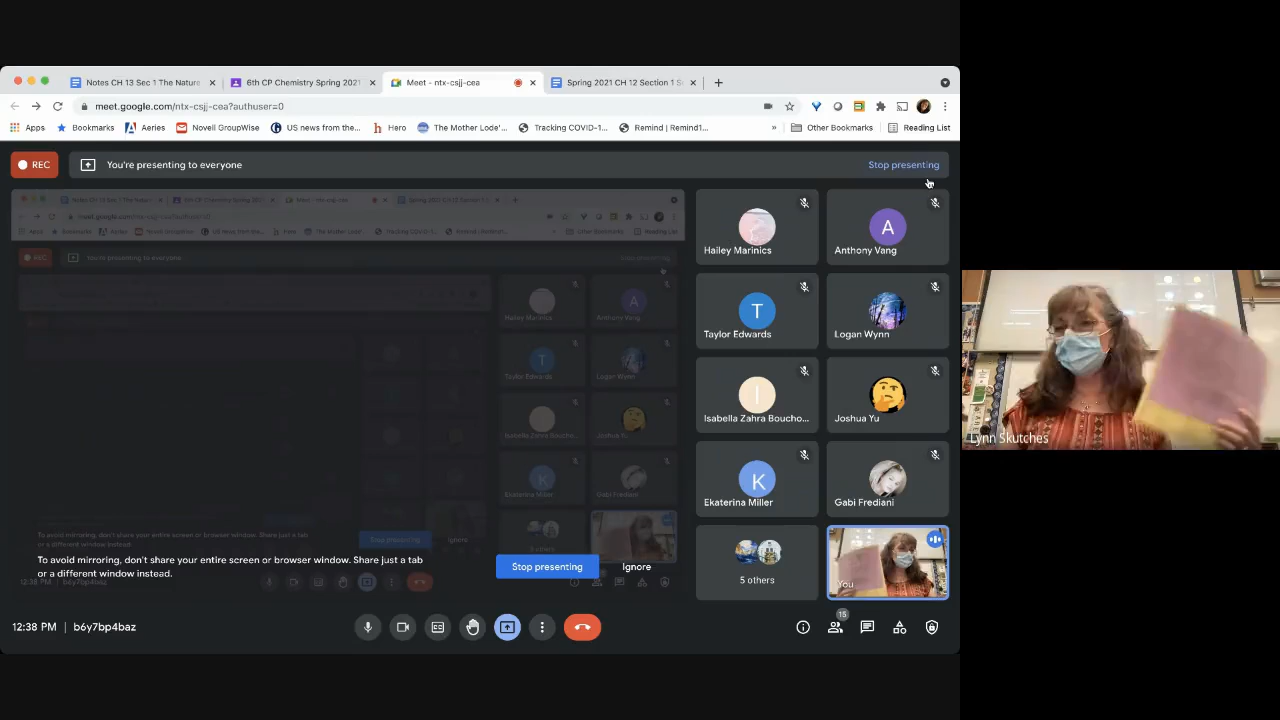 Notes CH 13 Sec 1 The Nature
6th CP Chemistry Spring 2021
Meet - ntx-csjj-cea
Spring 2021 CH 12 Section 1 S
meet.google.com/ntx-csjj-cea?authuser=0
Apps
Bookmarks
Aeries
Novell GroupWise
US news from the...
Hero
The Mother Lode'...
Tracking COVID-1...
Remind | Remind1...
»
Other Bookmarks
Reading List
REC
You're presenting to everyone
Stop presenting
Hailey Marinics
A
Anthony Vang
T
Taylor Edwards
Logan Wynn
I
Isabella Zahra Boucho...
Joshua Yu
K
Ekaterina Miller
Gabi Frediani
5 others
You
To avoid mirroring, don't share your entire screen or browser window. Share just a tab
or a different window instead.
Stop presenting
Ignore
12:38 PM | b6y7bp4baz
15
Lynn Skutches